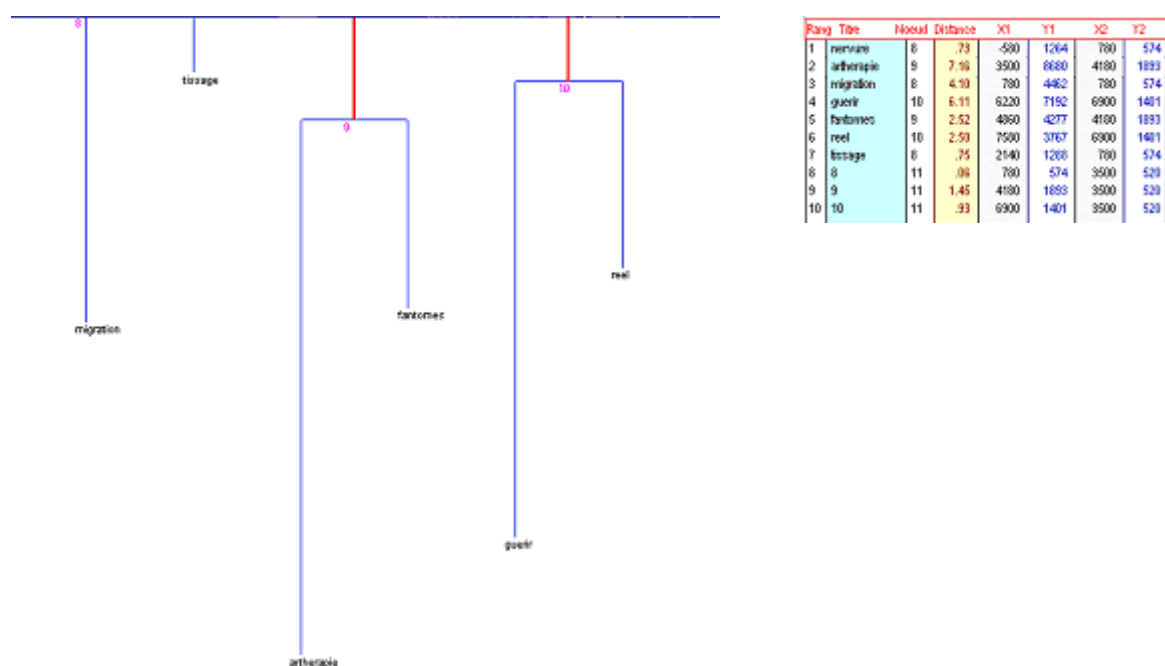 8
tissage
10
9
reel
fantomes
migration
guerir
artherapie
Rang Titre Noeud Distance X1 Y1 X2 Y2
1 nervure 8 .73 -580 1264 780 574
2 artherapie 9 7.16 3500 8680 4180 1893
3 migration 8 4.10 780 4462 780 574
4 guerir 10 6.11 6220 7192 6900 1401
5 fantomes 9 2.52 4860 4277 4180 1893
6 reel 10 2.50 7580 3767 6900 1401
7 tissage 8 .75 2140 1288 780 574
8 8 11 .06 780 574 3500 520
9 9 11 1.45 4180 1893 3500 520
10 10 11 .93 6900 1401 3500 520